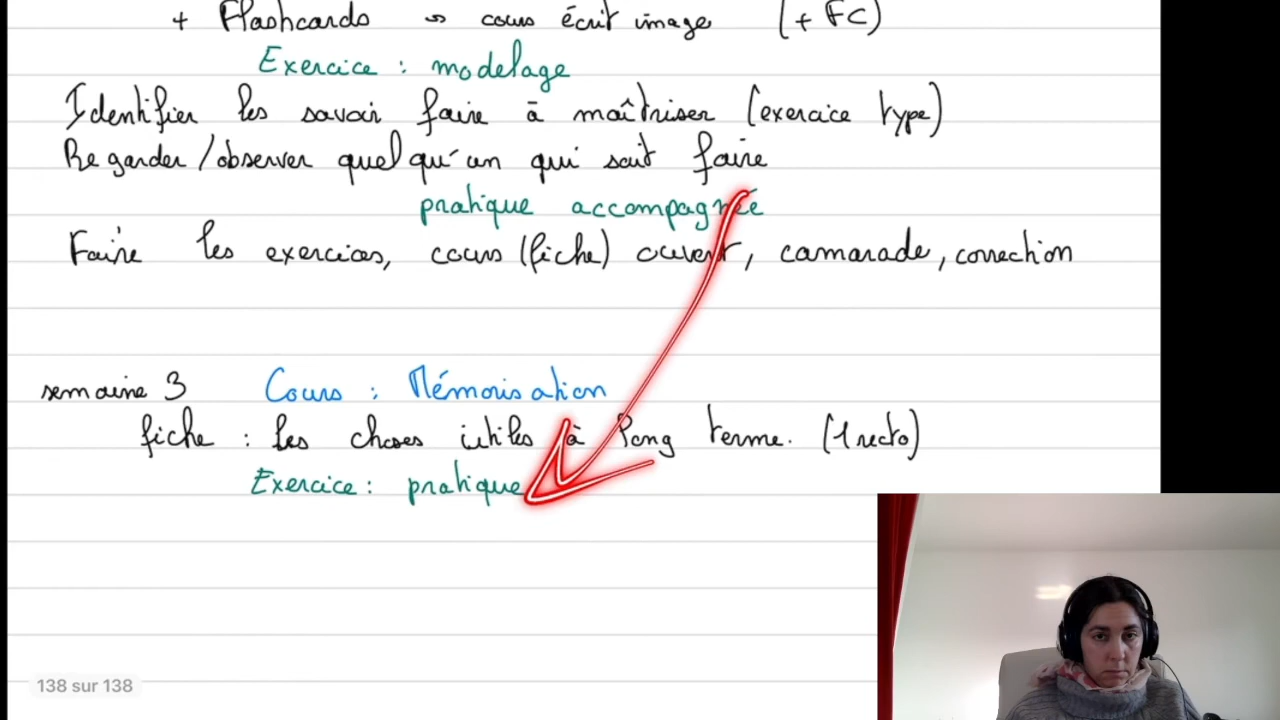 + Flashcards ⇝ cours écrit image (+ FC)
Exercice : modelage
Identifier les savoir faire à maîtriser (exercice type)
Regarder/observer quelqu'un qui sait faire
pratique accompagnée
Faire les exercices, cours (fiche) ouvert, camarade, correction
semaine 3 Cours : Mémorisation
fiche : les choses utiles à long terme. (1 recto)
Exercice : pratique
138 sur 138